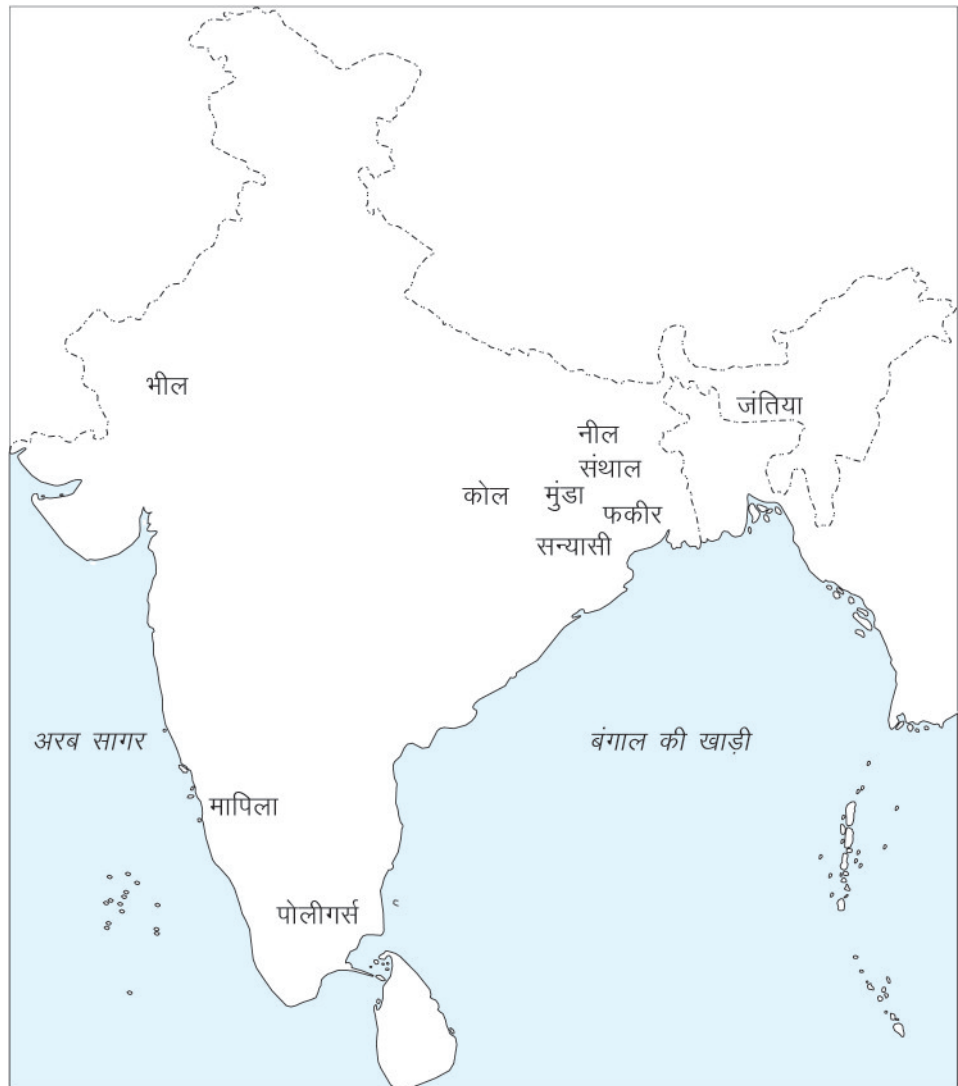 भील
जंतिया
नील
संथाल
कोल मुंडा
फकीर
सन्यासी
अरब सागर
बंगाल की खाड़ी
मापिला
पोलीगर्स